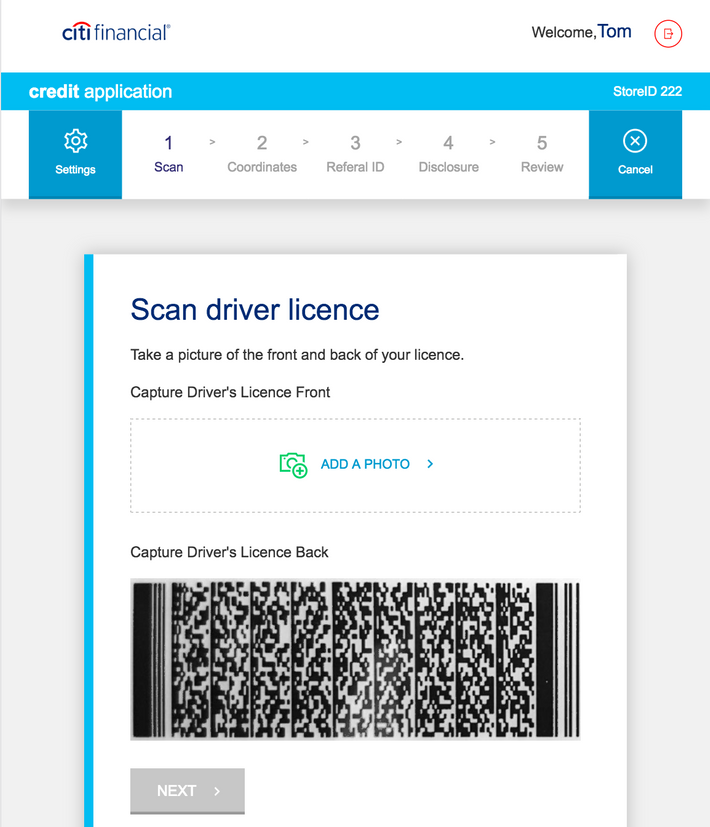 citi financial®
Welcome, Tom
credit application
StoreID 222
Settings
1 > 2 > 3 > 4 > 5
Scan Coordinates Referal ID Disclosure Review
Cancel
Scan driver licence
Take a picture of the front and back of your licence.
Capture Driver's Licence Front
ADD A PHOTO >
Capture Driver's Licence Back
NEXT >